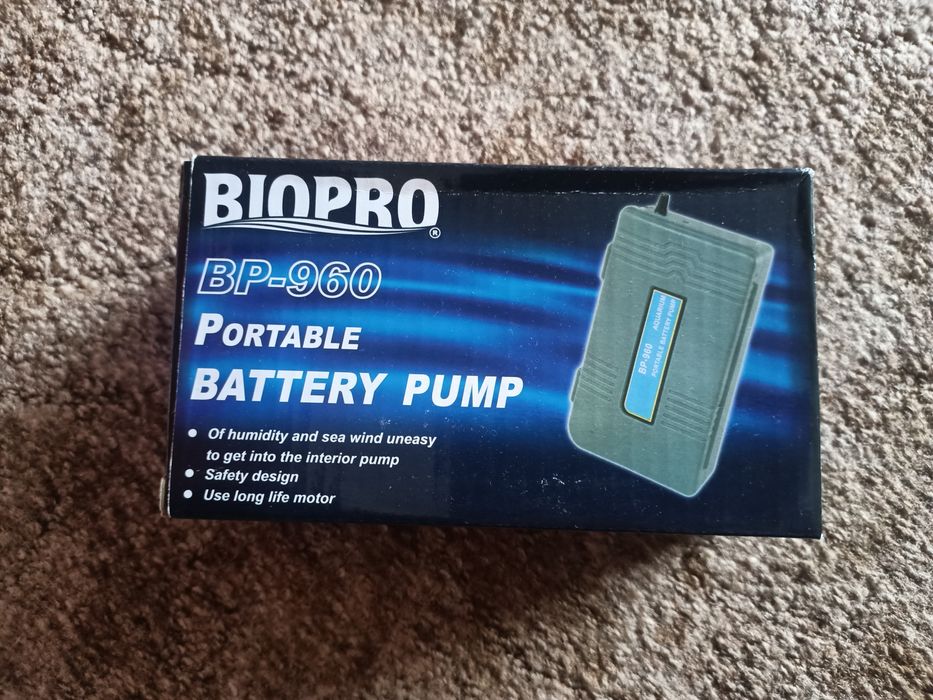 BIOPRO®
BP-960
PORTABLE
BATTERY PUMP
• Of humidity and sea wind uneasy
to get into the interior pump
• Safety design
• Use long life motor
BP-960 AQUARIUM
PORTABLE BATTERY PUMP